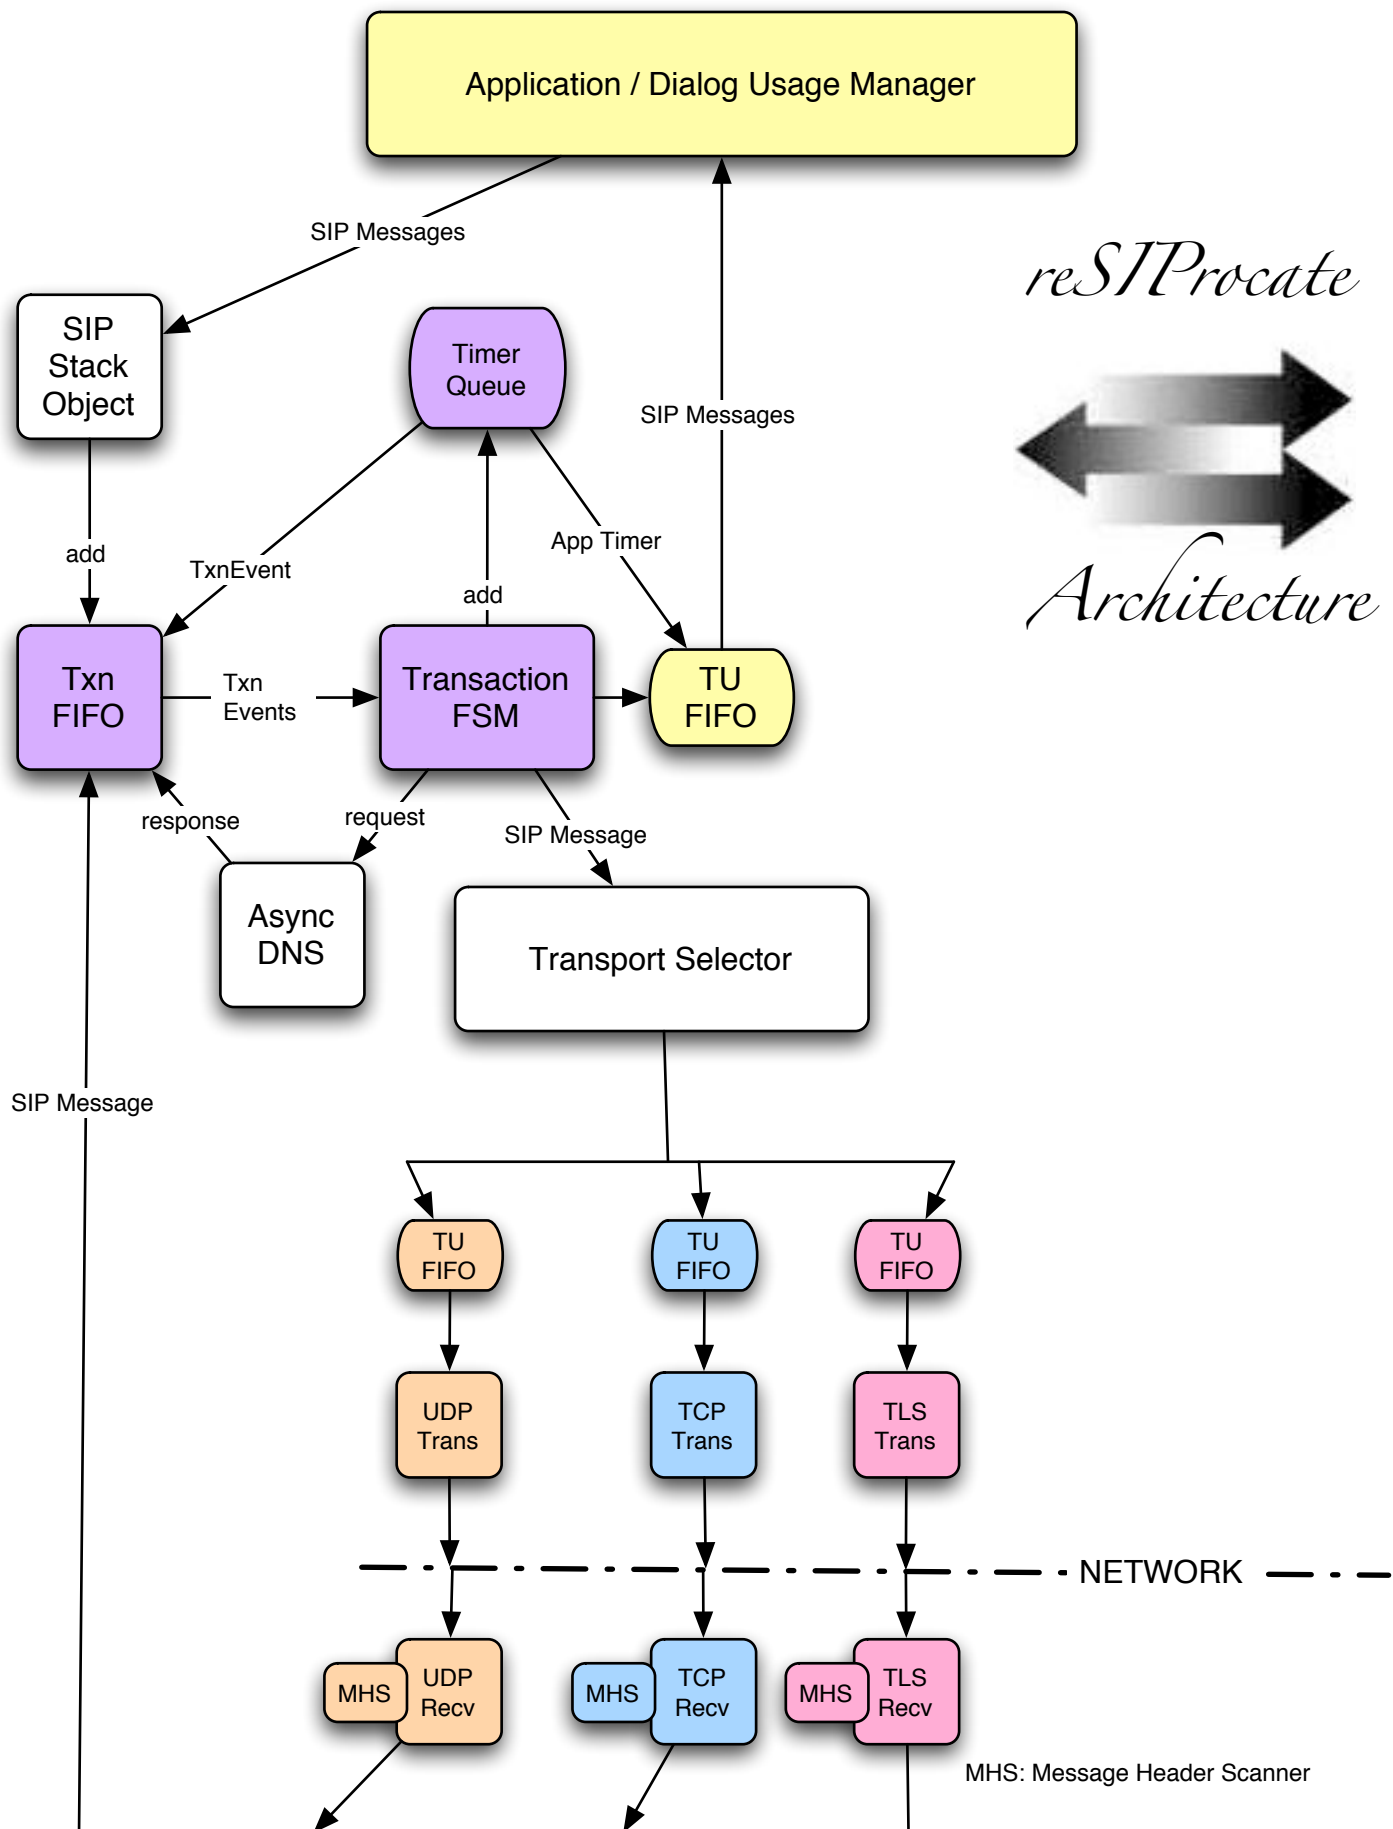 Application / Dialog Usage Manager
SIP Messages
reSIProcate
SIP
Stack
Object
Timer
Queue
SIP Messages
add
TxnEvent
add
App Timer
Architecture
Txn
FIFO
Txn
Events
Transaction
FSM
TU
FIFO
response
request
SIP Message
Async
DNS
Transport Selector
SIP Message
TU
FIFO
TU
FIFO
TU
FIFO
UDP
Trans
TCP
Trans
TLS
Trans
NETWORK
MHS
UDP
Recv
MHS
TCP
Recv
MHS
TLS
Recv
MHS: Message Header Scanner